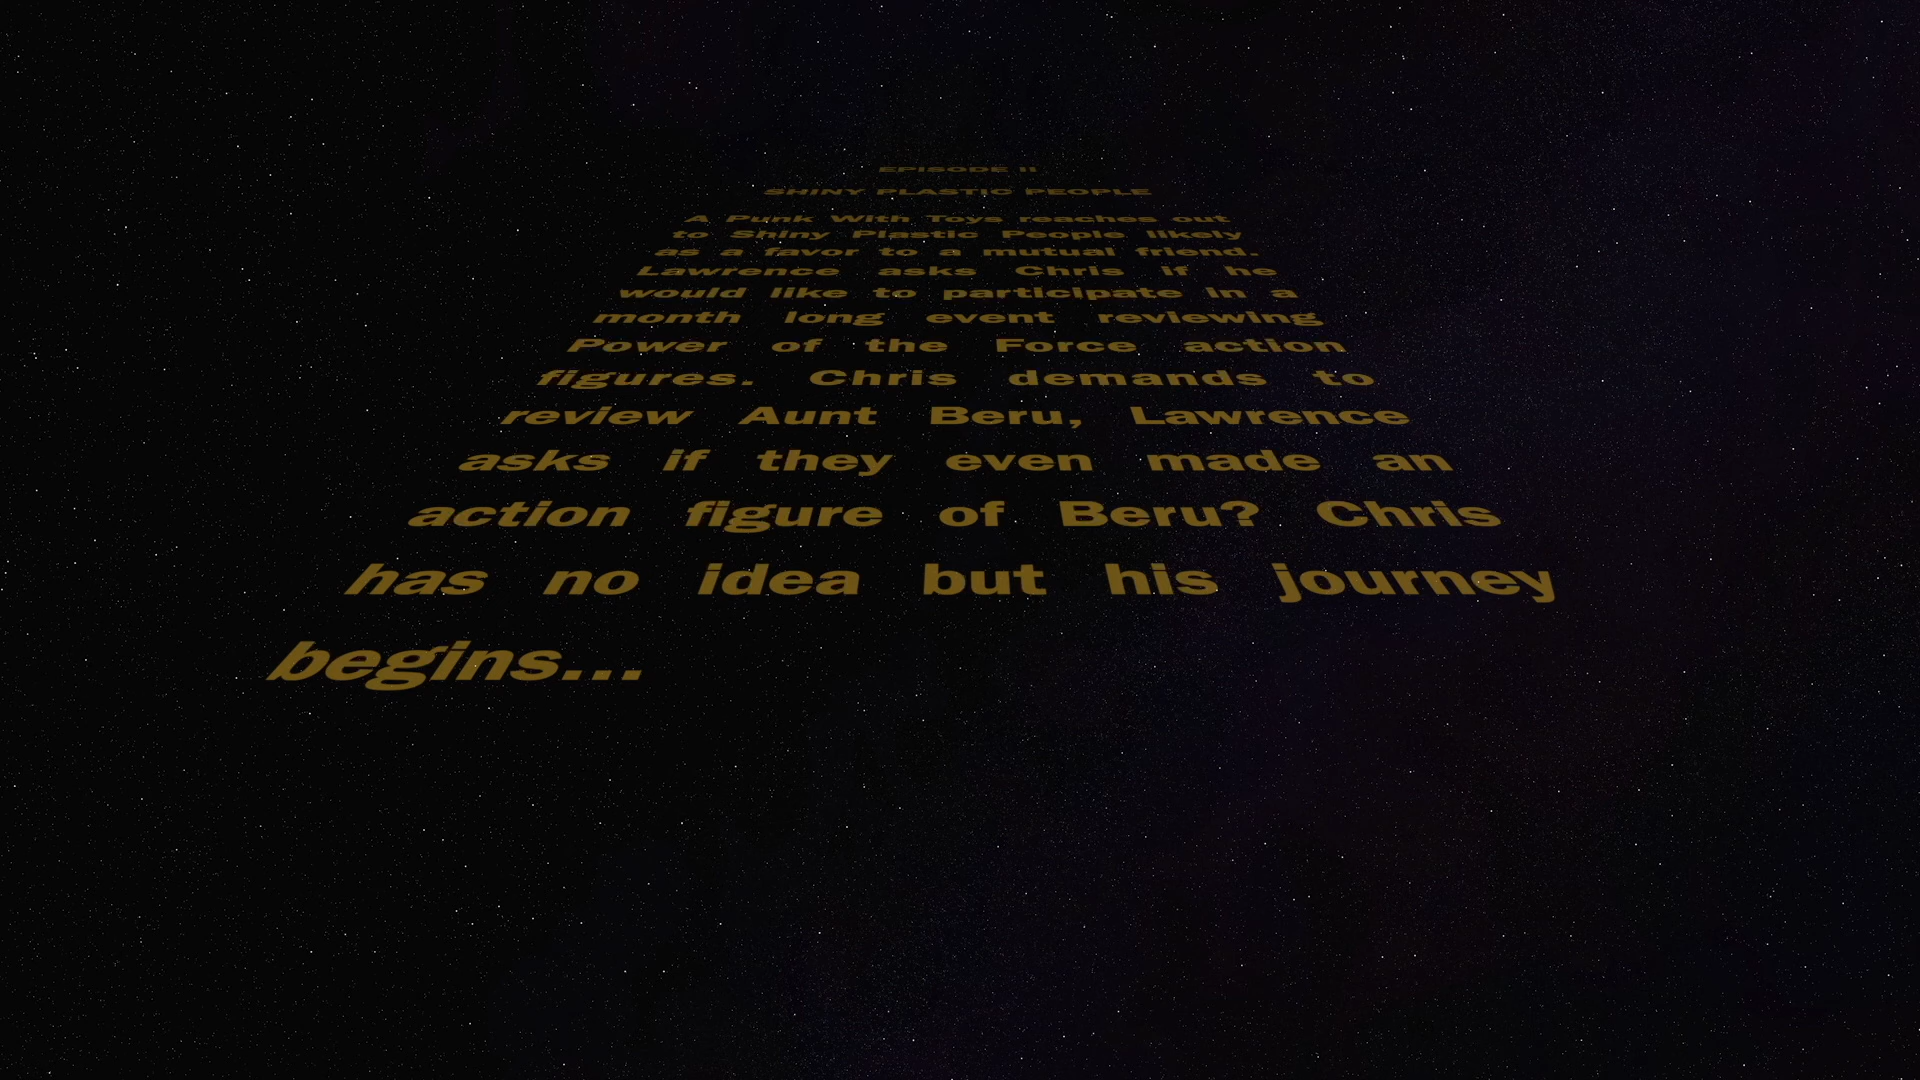 EPISODE II
SHINY PLASTIC PEOPLE
A Punk With Toys reaches out
to Shiny Plastic People likely
as a favor to a mutual friend.
Lawrence asks Chris if he
would like to participate in a
month long event reviewing
Power of the Force action
figures. Chris demands to
review Aunt Beru, Lawrence
asks if they even made an
action figure of Beru? Chris
has no idea but his journey
begins...